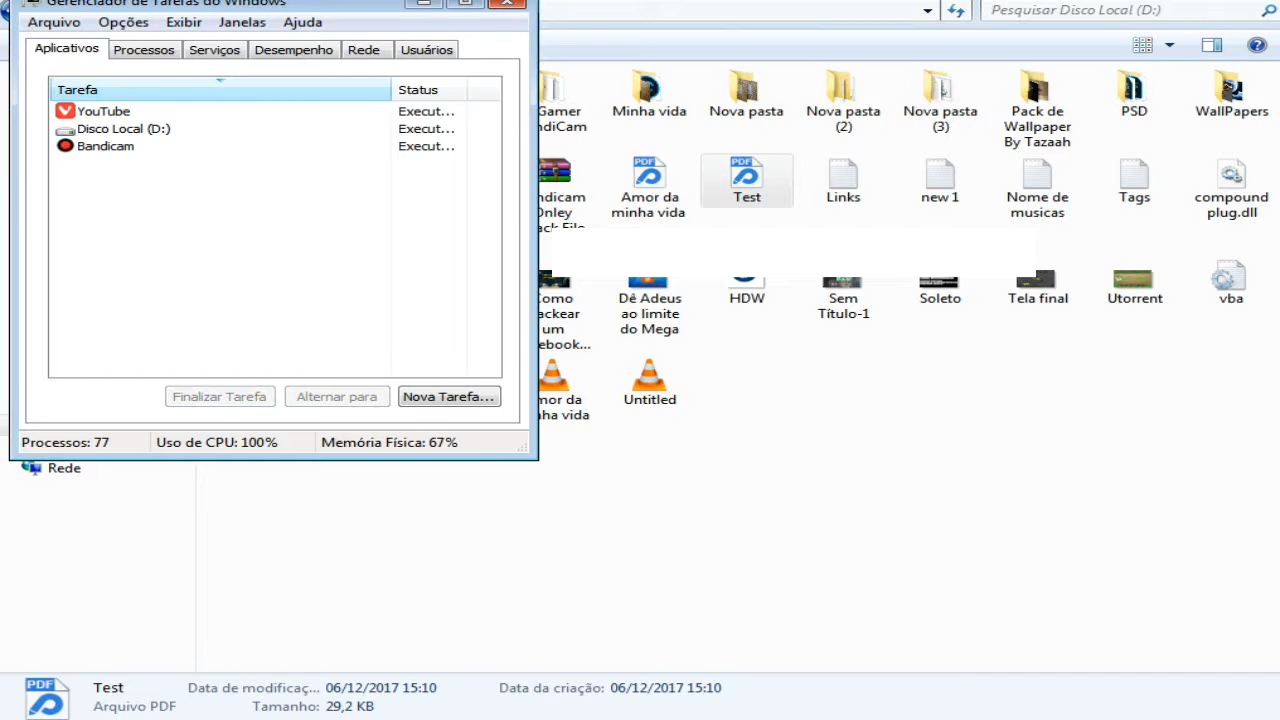 Gerenciador de Tarefas do Windows
Arquivo Opções Exibir Janelas Ajuda
Aplicativos Processos Serviços Desempenho Rede Usuários
Tarefa Status
YouTube Execut...
Disco Local (D:) Execut...
Bandicam Execut...
Finalizar Tarefa Alternar para Nova Tarefa...
Processos: 77 Uso de CPU: 100% Memória Física: 67%
Rede
Pesquisar Disco Local (D:)
Gamer
ndiCam
Minha vida
Nova pasta
Nova pasta
(2)
Nova pasta
(3)
Pack de
Wallpaper
By Tazaah
PSD
WallPapers
ndicam
Onley
ack File
Amor da
minha vida
Test
Links
new 1
Nome de
musicas
Tags
compound
plug.dll
Como
ackear
um
ebook...
Dê Adeus
ao limite
do Mega
HDW
Sem
Título-1
Soleto
Tela final
Utorrent
vba
mor da
ha vida
Untitled
PDF Test Data de modificaç... 06/12/2017 15:10 Data da criação: 06/12/2017 15:10
Arquivo PDF Tamanho: 29,2 KB